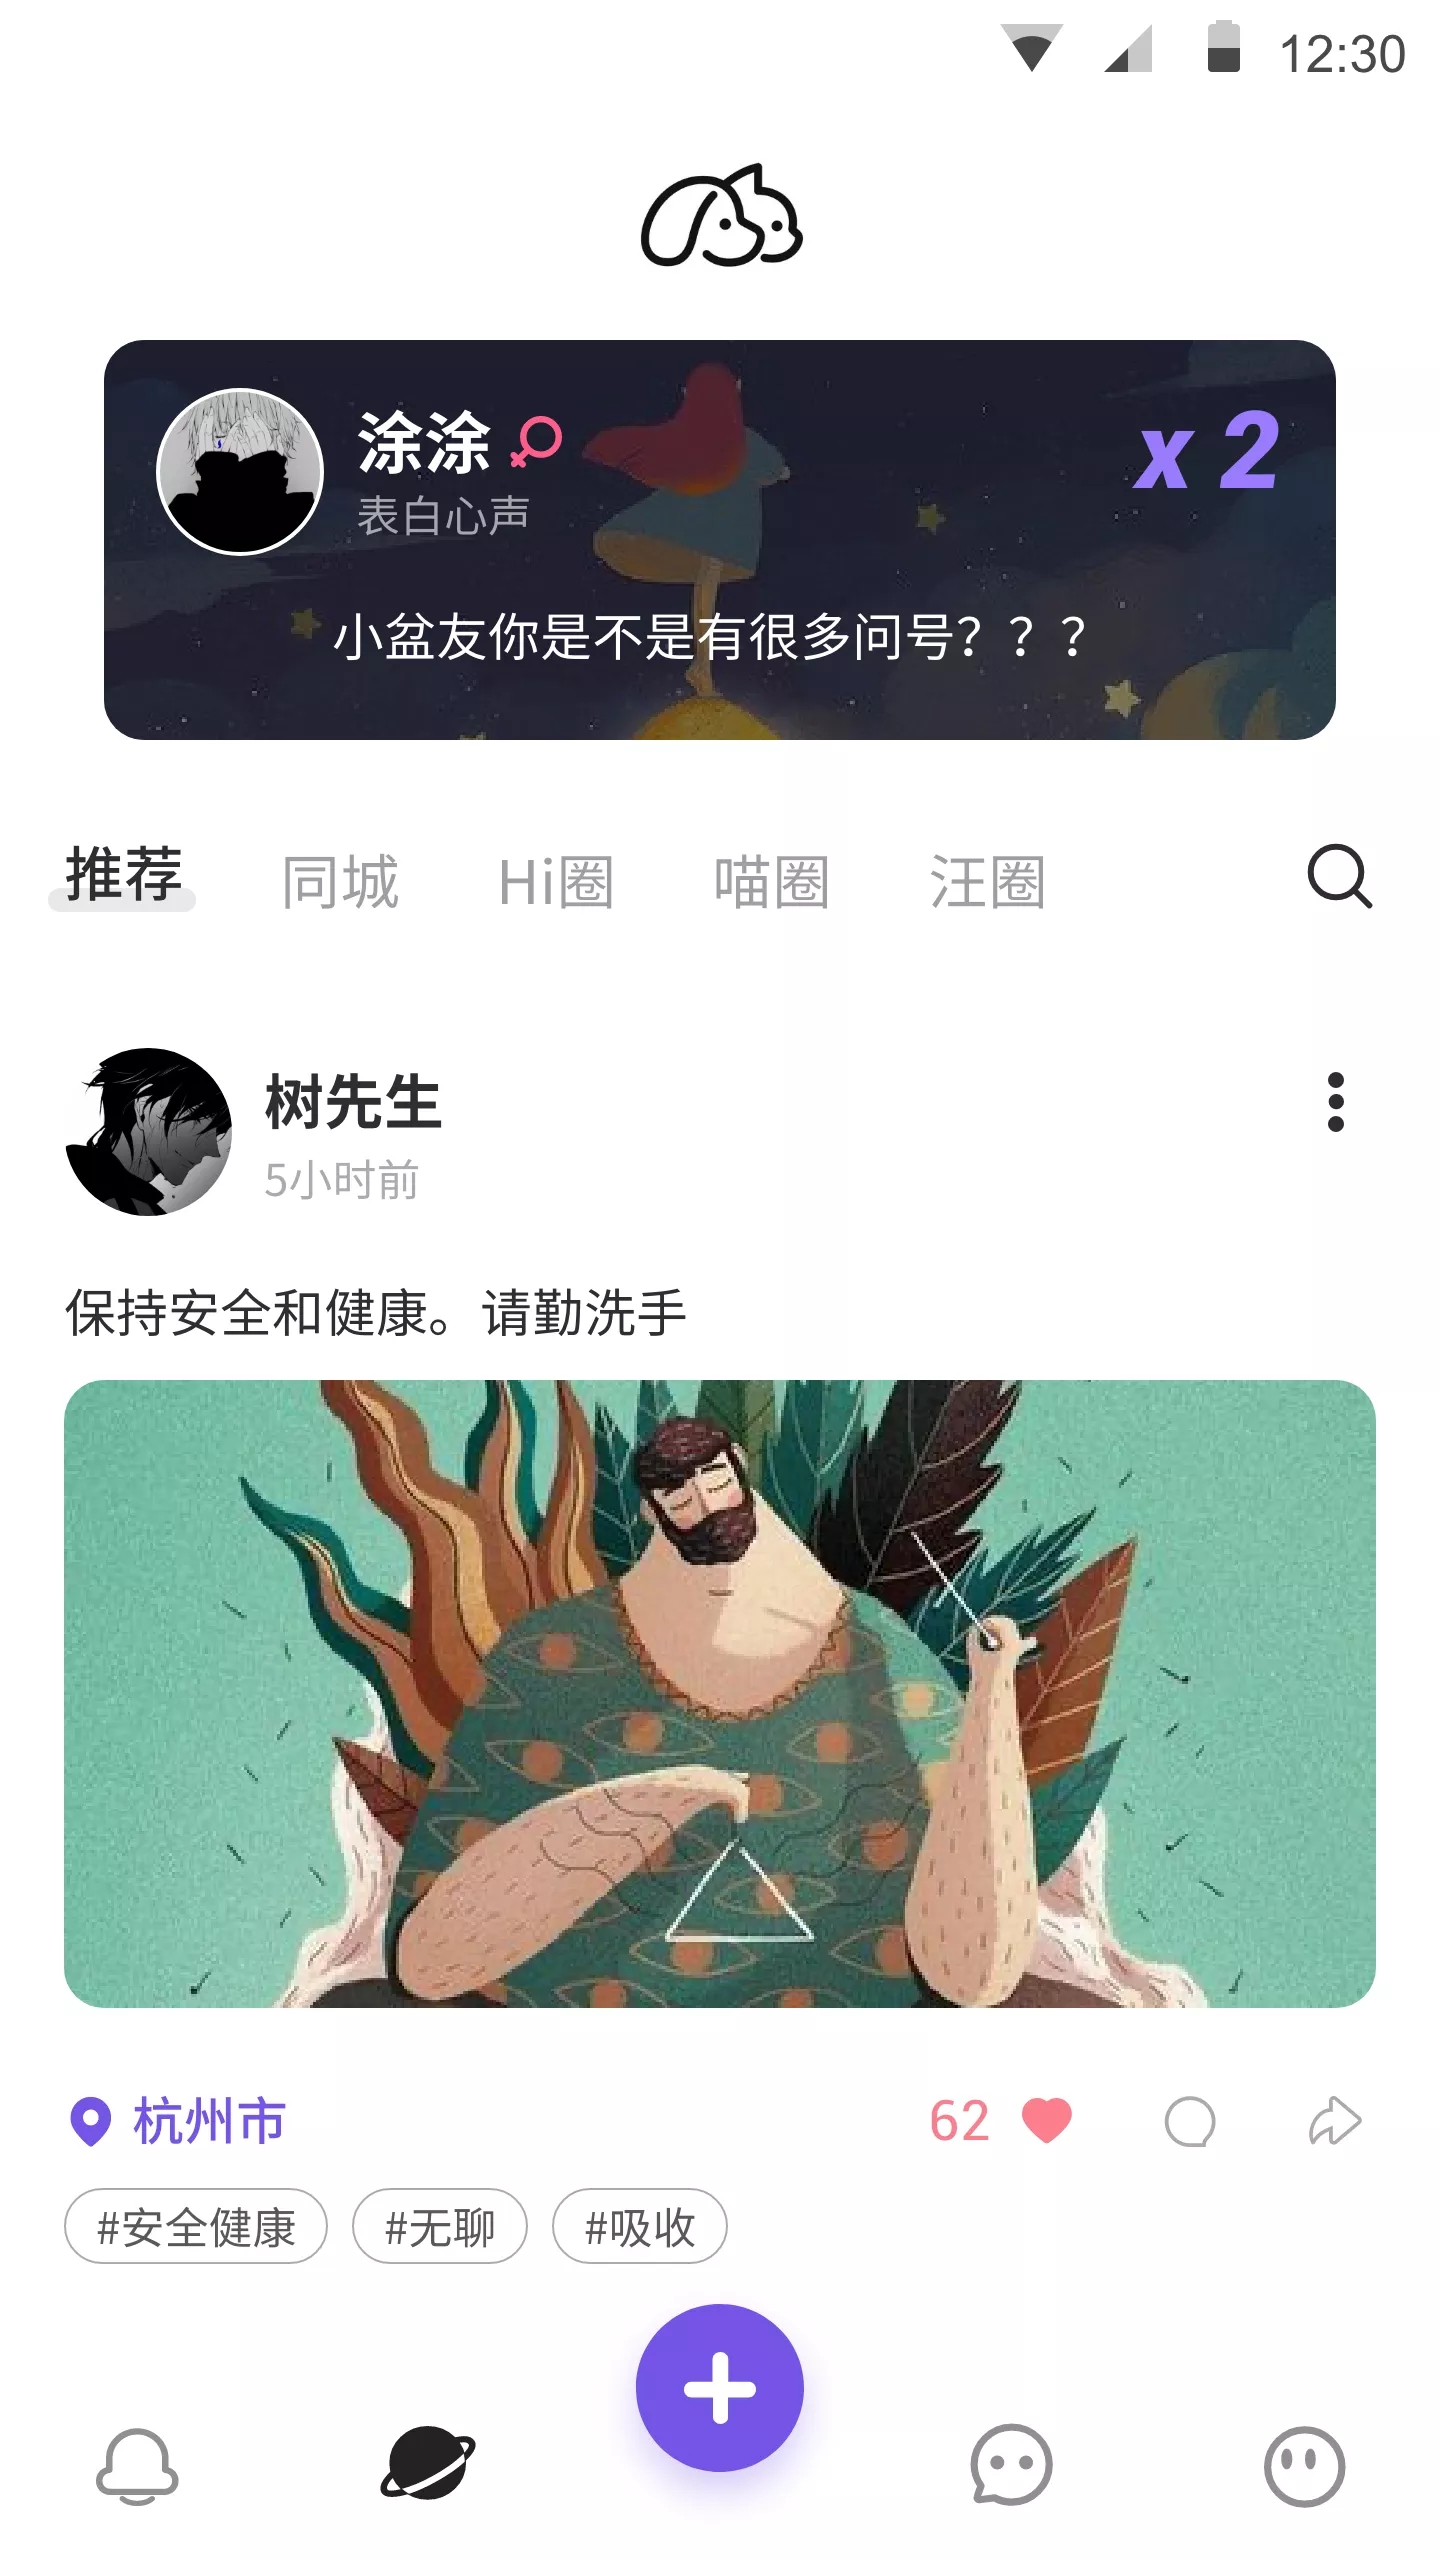 12:30
涂涂
x 2
表白心声
小盆友你是不是有很多问号？？？
推荐 同城 Hi圈 喵圈 汪圈
树先生
5小时前
保持安全和健康。请勤洗手
杭州市 62
#安全健康 #无聊 #吸收